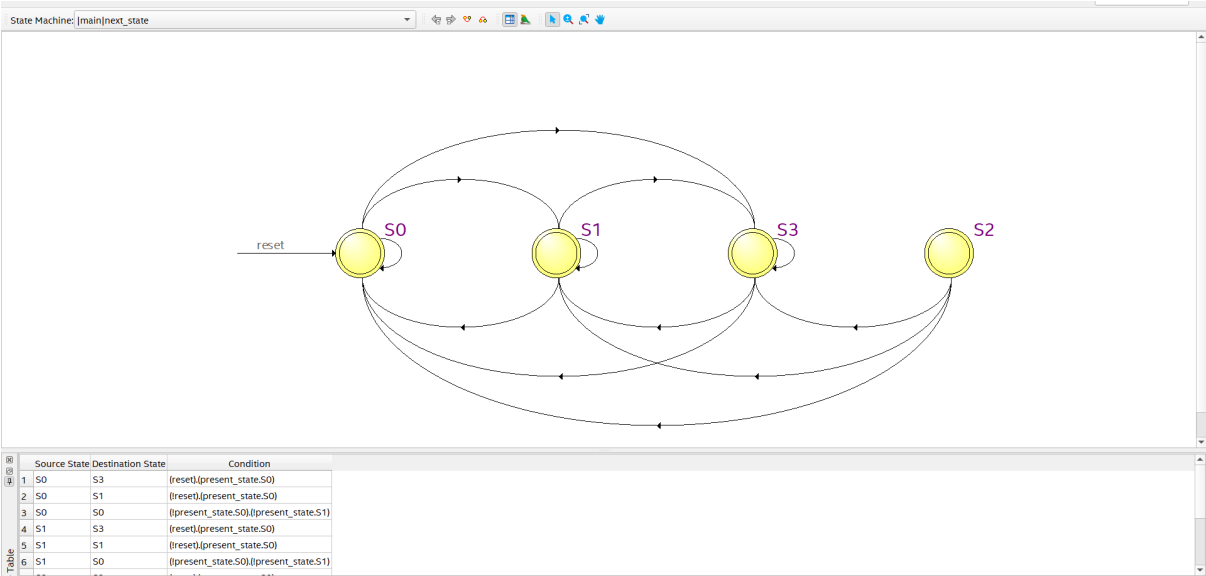 State Machine: |main|next_state
S0
S1
S3
S2
reset
Source State Destination State Condition
1 S0 S3 (reset).(present_state.S0)
2 S0 S1 (!reset).(present_state.S0)
3 S0 S0 (!present_state.S0).(!present_state.S1)
4 S1 S3 (reset).(present_state.S0)
5 S1 S1 (!reset).(present_state.S0)
6 S1 S0 (!present_state.S0).(!present_state.S1)
Table